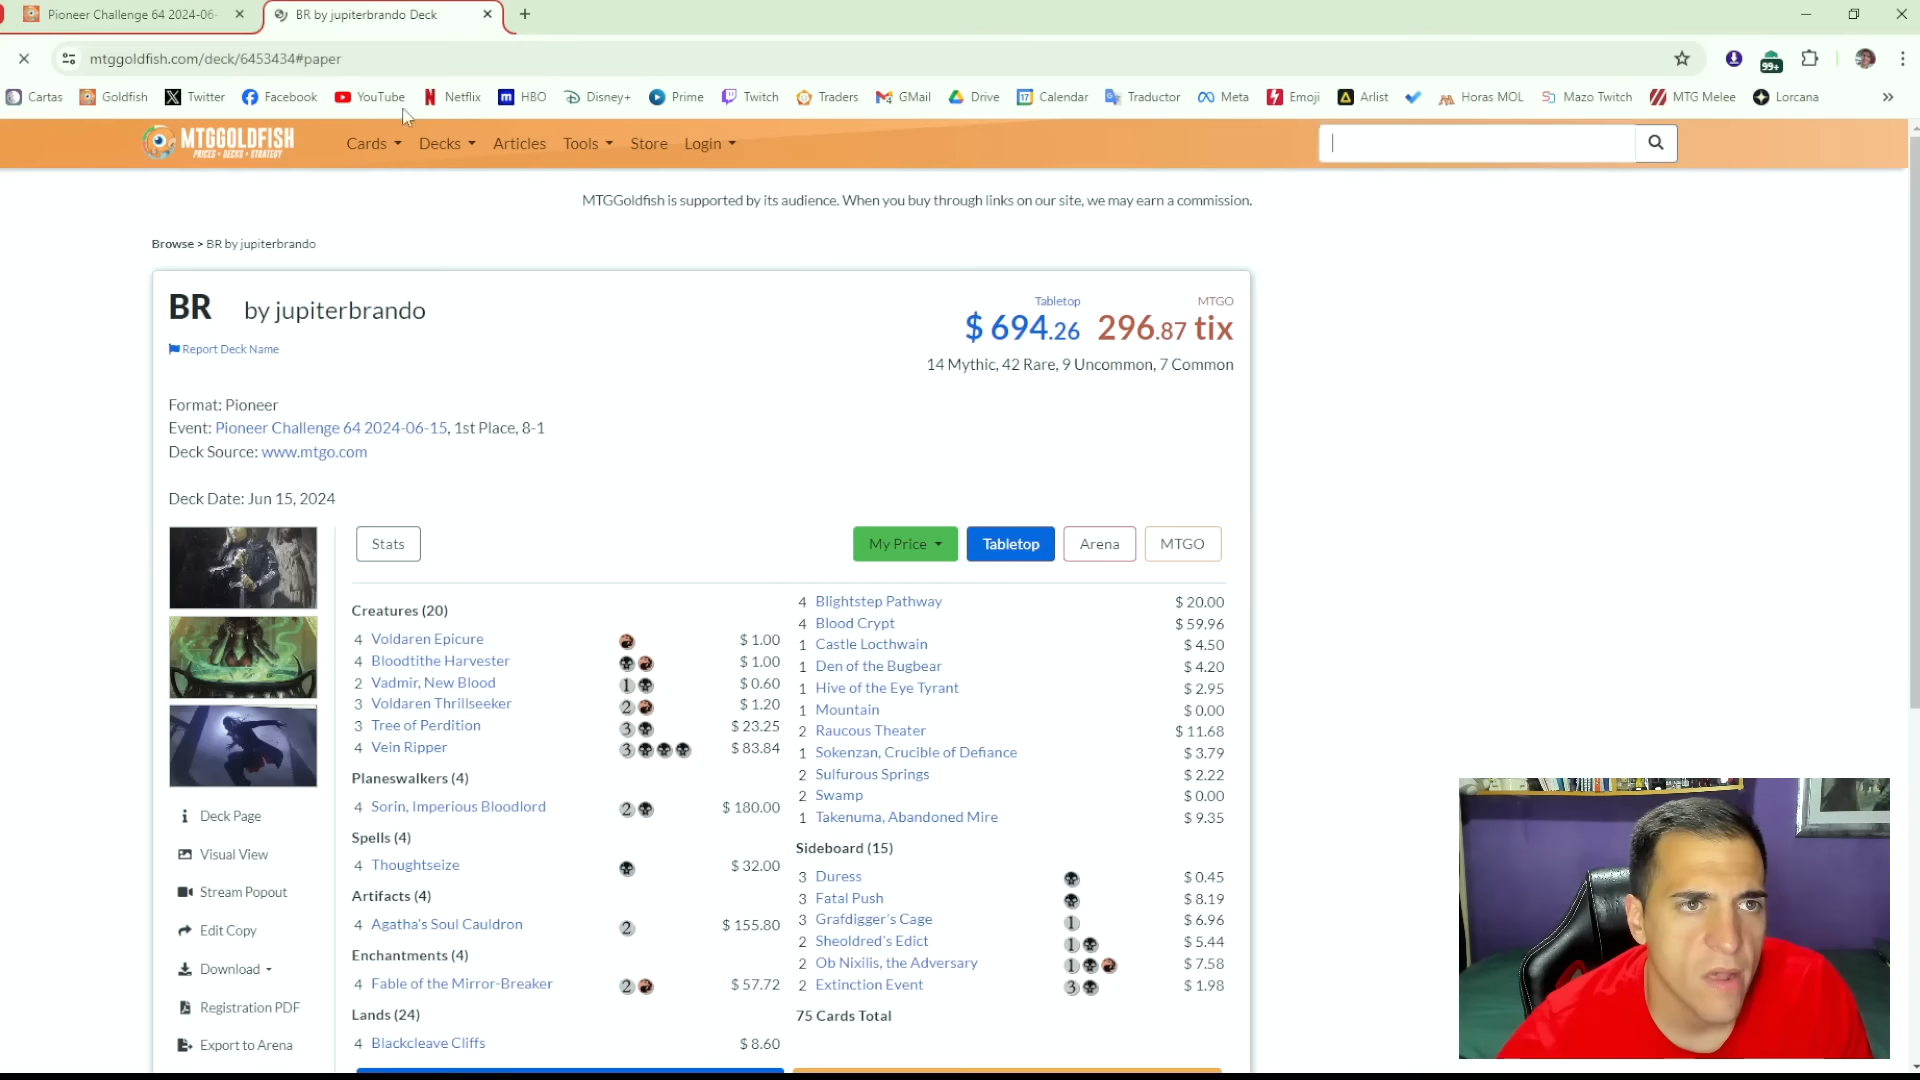 Pioneer Challenge 64 2024-06-
BR by jupiterbrando Deck
mtggoldfish.com/deck/6453434#paper
99+
Cartas
Goldfish
Twitter
Facebook
YouTube
Netflix
HBO
Disney+
Prime
Twitch
Traders
GMail
Drive
Calendar
Traductor
Meta
Emoji
Arlist
Horas MOL
Mazo Twitch
MTG Melee
Lorcana
MTGGOLDFISH
PRICES • DECKS • STRATEGY
Cards
Decks
Articles
Tools
Store
Login
MTGGoldfish is supported by its audience. When you buy through links on our site, we may earn a commission.
Browse > BR by jupiterbrando
BR by jupiterbrando
Report Deck Name
Tabletop
$ 694.26
MTGO
296.87 tix
14 Mythic, 42 Rare, 9 Uncommon, 7 Common
Format: Pioneer
Event: Pioneer Challenge 64 2024-06-15, 1st Place, 8-1
Deck Source: www.mtgo.com
Deck Date: Jun 15, 2024
Stats
My Price
Tabletop
Arena
MTGO
Deck Page
Visual View
Stream Popout
Edit Copy
Download
Registration PDF
Export to Arena
Creatures (20)
4 Voldaren Epicure $ 1.00
4 Bloodtithe Harvester $ 1.00
2 Vadmir, New Blood 1 $ 0.60
3 Voldaren Thrillseeker 2 $ 1.20
3 Tree of Perdition 3 $ 23.25
4 Vein Ripper 3 $ 83.84
Planeswalkers (4)
4 Sorin, Imperious Bloodlord 2 $ 180.00
Spells (4)
4 Thoughtseize $ 32.00
Artifacts (4)
4 Agatha's Soul Cauldron 2 $ 155.80
Enchantments (4)
4 Fable of the Mirror-Breaker 2 $ 57.72
Lands (24)
4 Blackcleave Cliffs $ 8.60
4 Blightstep Pathway $ 20.00
4 Blood Crypt $ 59.96
1 Castle Locthwain $ 4.50
1 Den of the Bugbear $ 4.20
1 Hive of the Eye Tyrant $ 2.95
1 Mountain $ 0.00
2 Raucous Theater $ 11.68
1 Sokenzan, Crucible of Defiance $ 3.79
2 Sulfurous Springs $ 2.22
2 Swamp $ 0.00
1 Takenuma, Abandoned Mire $ 9.35
Sideboard (15)
3 Duress $ 0.45
3 Fatal Push $ 8.19
3 Grafdigger's Cage 1 $ 6.96
2 Sheoldred's Edict 1 $ 5.44
2 Ob Nixilis, the Adversary 1 $ 7.58
2 Extinction Event 3 $ 1.98
75 Cards Total